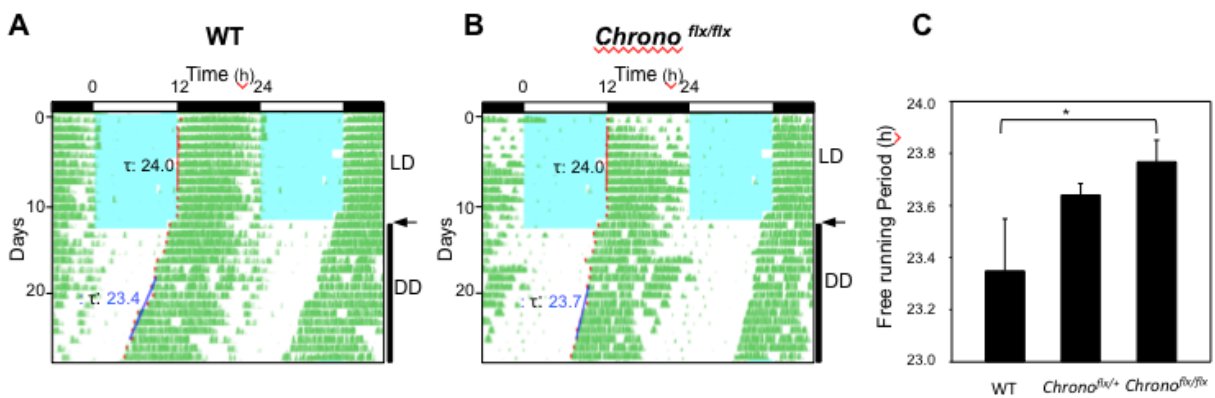 A
WT
Time (h)
0 12 24
0
10
20
Days
τ: 24.0
τ: 23.4
LD
DD
B
Chrono flx/flx
Time (h)
0 12 24
0
10
20
Days
τ: 24.0
: τ: 23.7
LD
DD
C
Free running Period (h)
24.0
23.8
23.6
23.4
23.2
23.0
*
WT Chrono flx/+ Chrono flx/flx